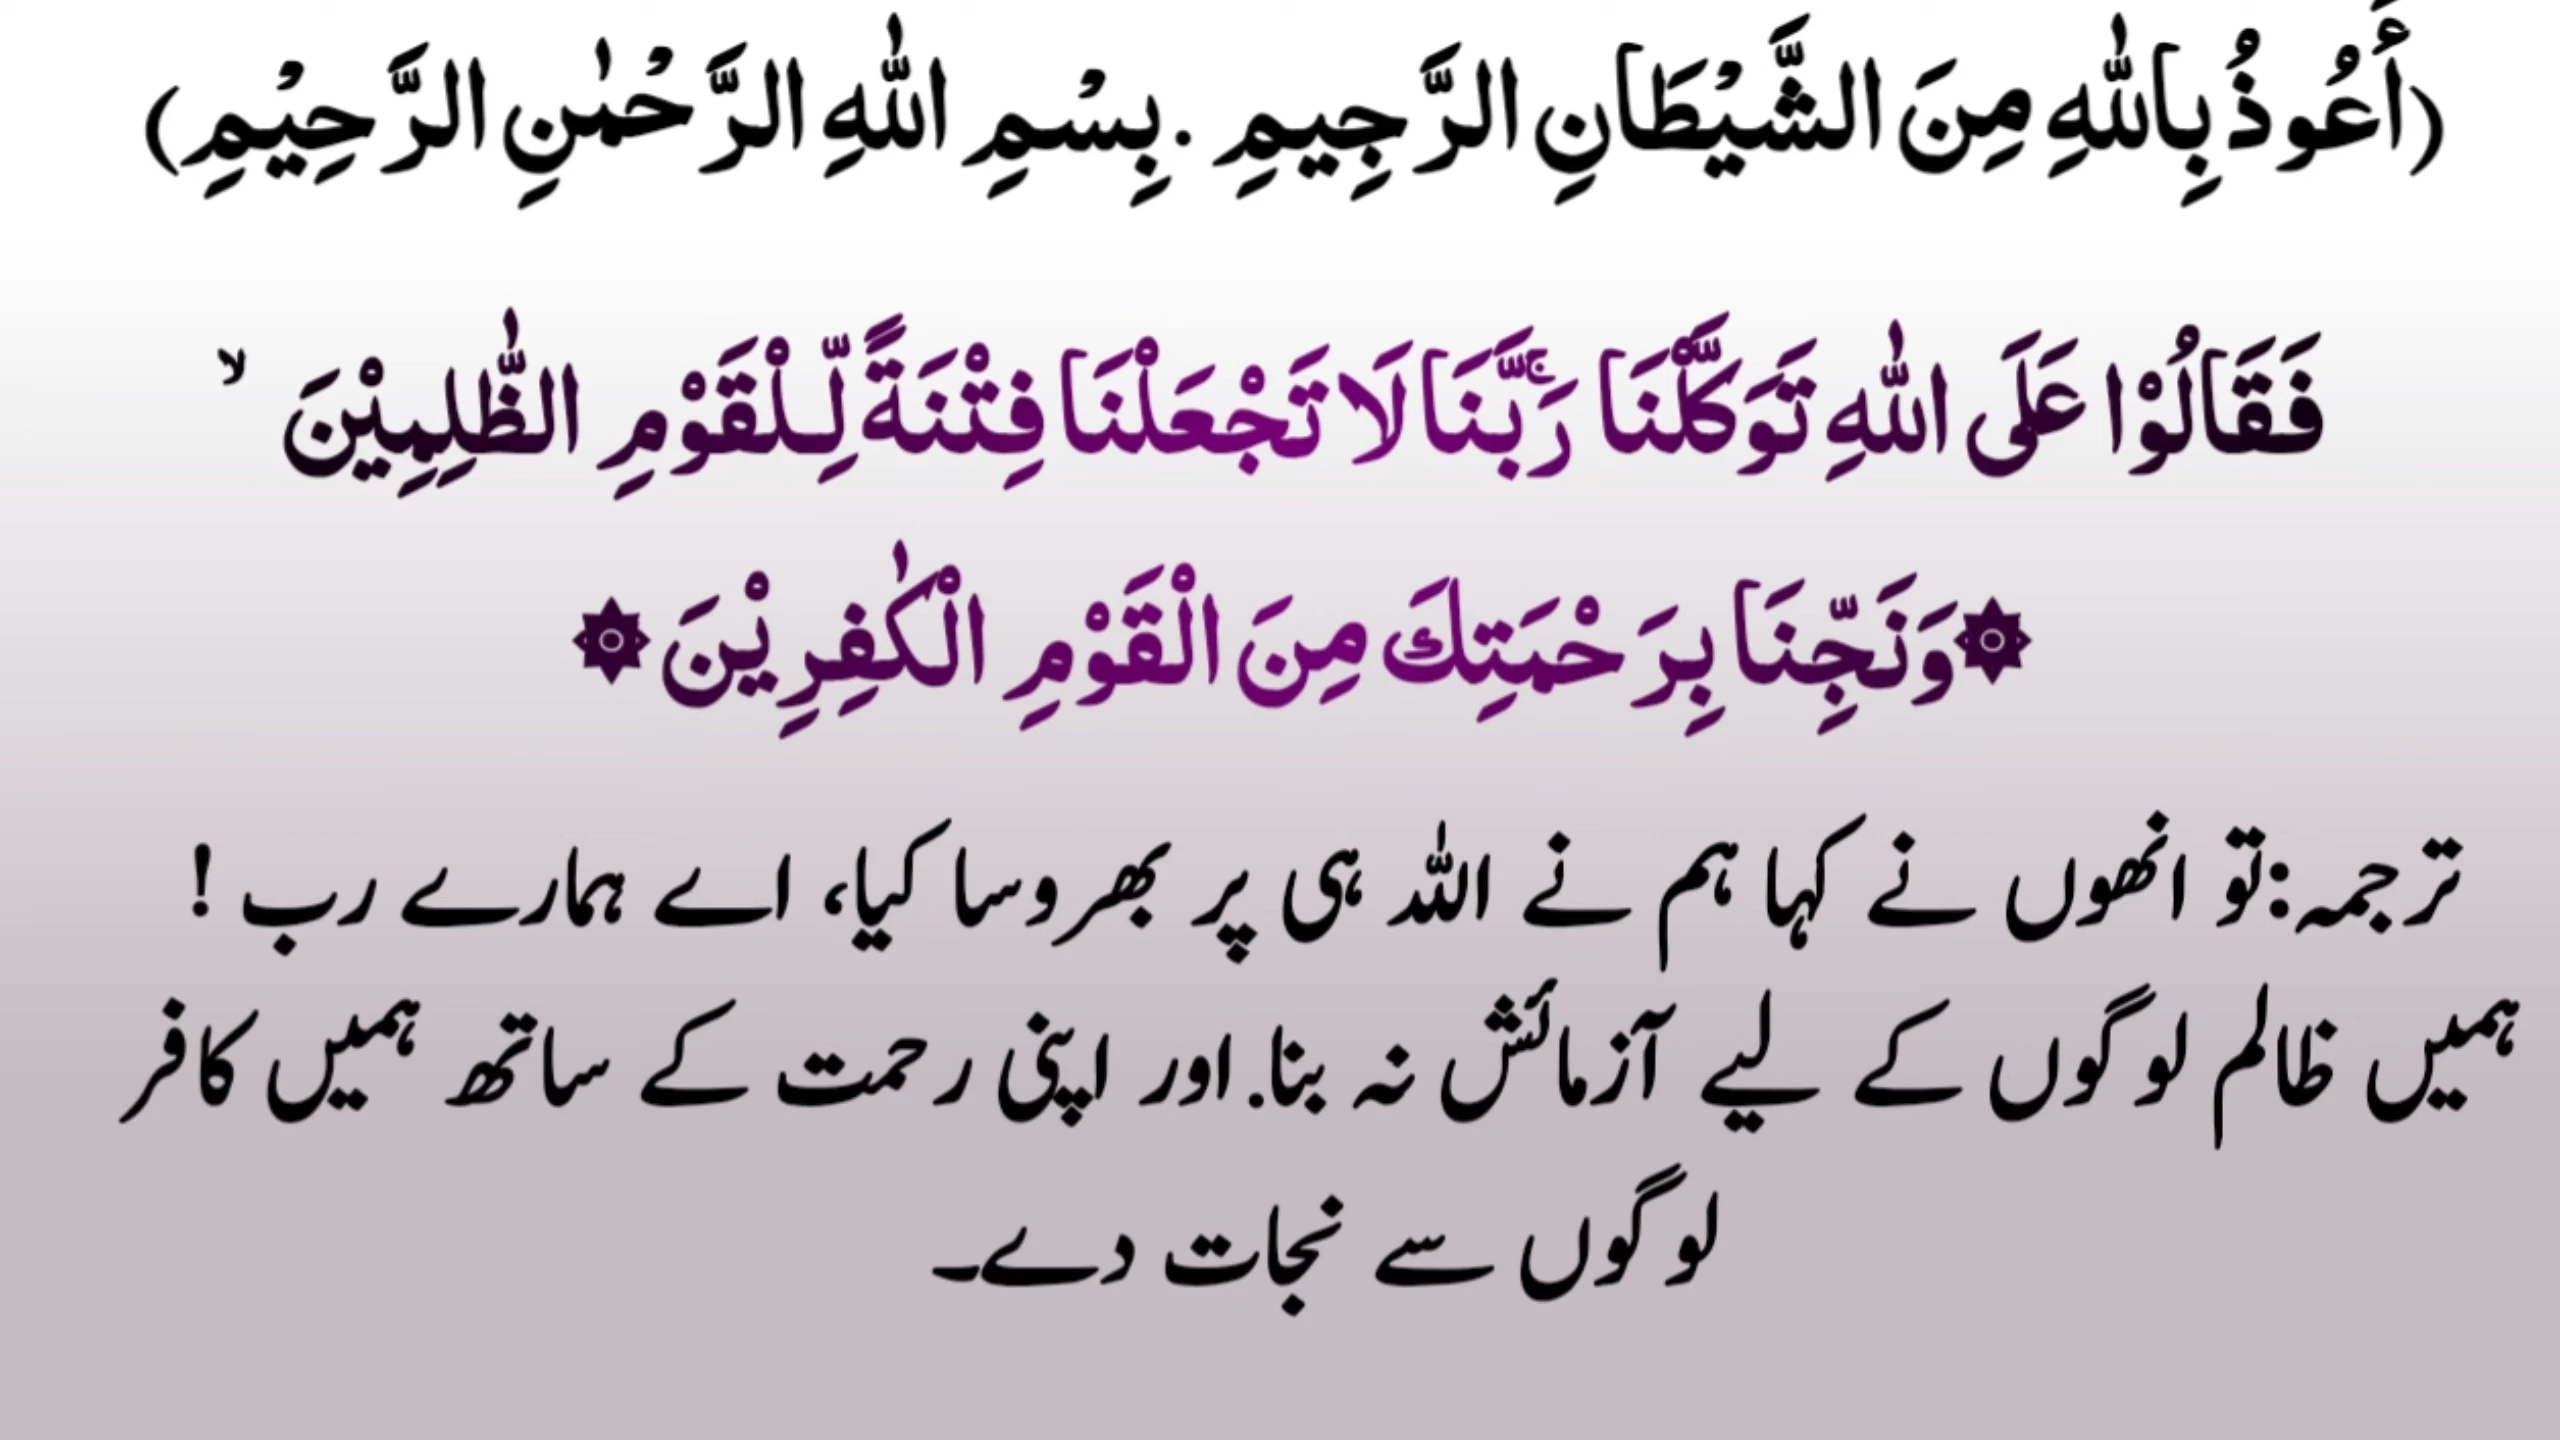 (أَعُوذُ بِاللّٰهِ مِنَ الشَّيْطَانِ الرَّجِيمِ .بِسْمِ اللّٰهِ الرَّحْمٰنِ الرَّحِيْمِ)
فَقَالُوْا عَلَى اللّٰهِ تَوَكَّلْنَا ۚ رَبَّنَا لَا تَجْعَلْنَا فِتْنَةً لِّـلْقَوْمِ الظّٰلِمِيْنَ ۙ
۞وَنَجِّنَا بِرَحْمَتِكَ مِنَ الْقَوْمِ الْكٰفِرِيْنَ۞
ترجمہ:تو انھوں نے کہا ہم نے اللہ ہی پر بھروسا کیا، اے ہمارے رب !
ہمیں ظالم لوگوں کے لیے آزمائش نہ بنا. اور اپنی رحمت کے ساتھ ہمیں کافر
لوگوں سے نجات دے۔